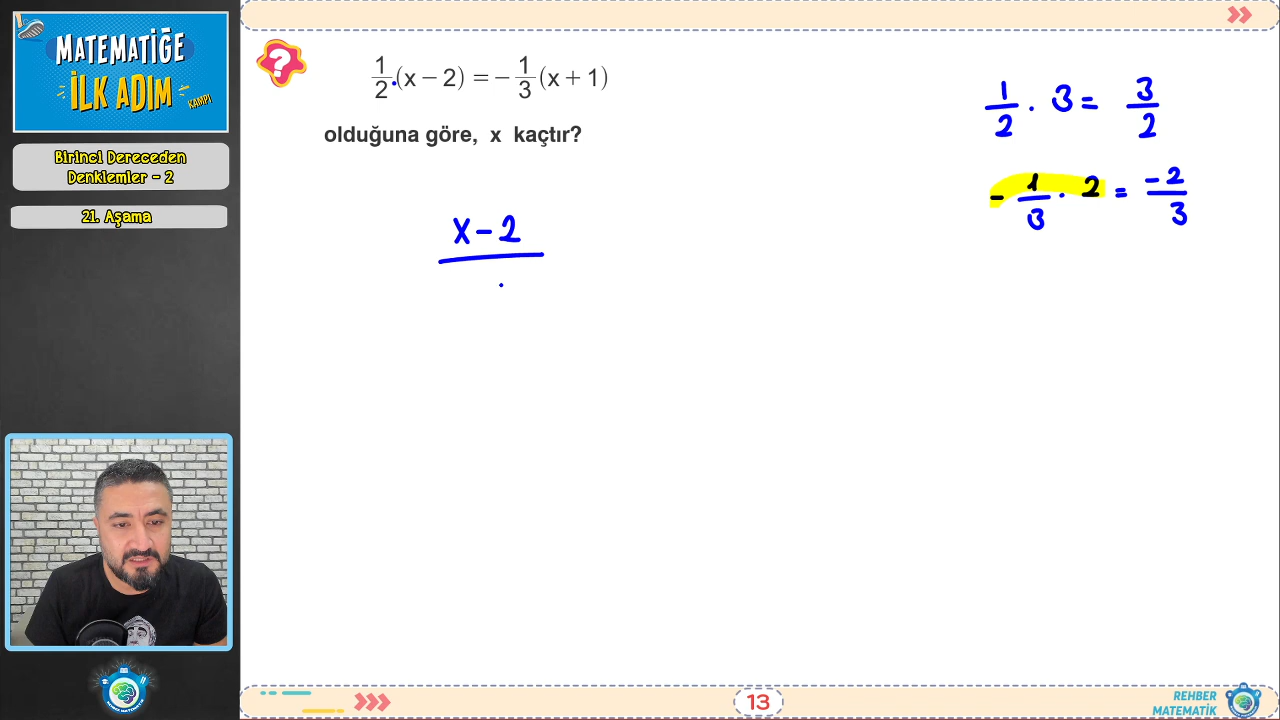 MATEMATİĞE
İLK ADIM
KAMPI
Birinci Dereceden
Denklemler - 2
21. Aşama
?
1/2 . (x − 2) = − 1/3 (x + 1)
olduğuna göre, x kaçtır?
1/2 . 3 = 3/2
- 1/3 . 2 = -2/3
x - 2
13
REHBER
MATEMATİK